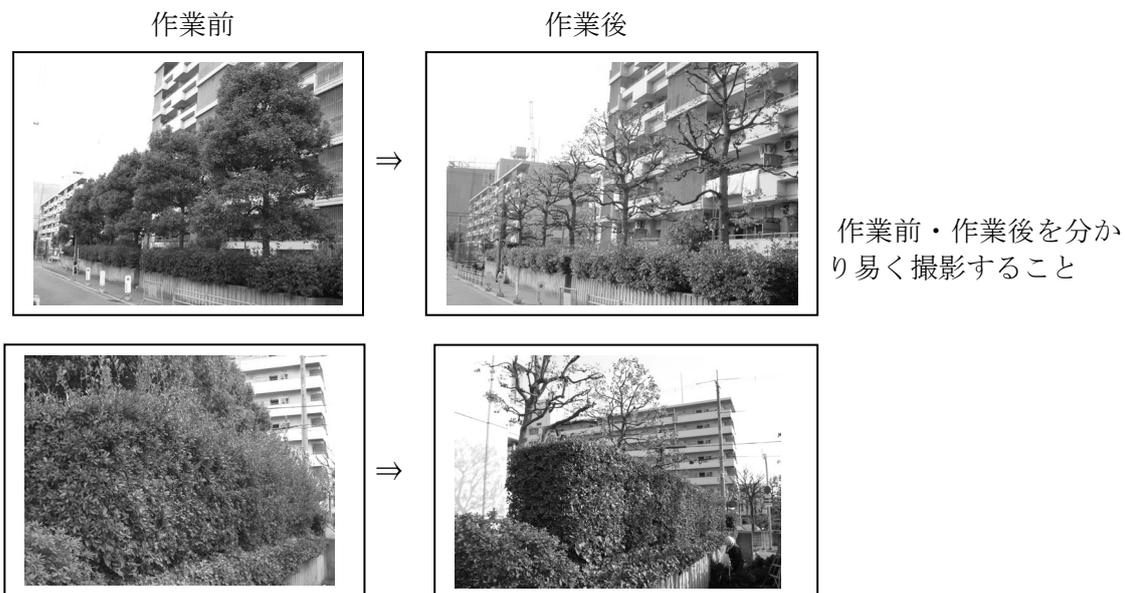 作業前
作業後
⇒
作業前・作業後を分か
り易く撮影すること
⇒